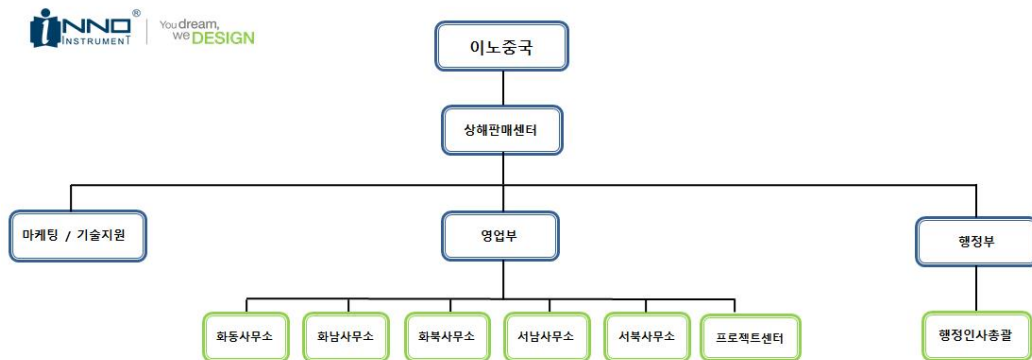 iNNO®
INSTRUMENT
You dream,
we DESIGN
이노중국
상해판매센터
마케팅 / 기술지원
영업부
행정부
화동사무소
화남사무소
화북사무소
서남사무소
서북사무소
프로젝트센터
행정인사총괄